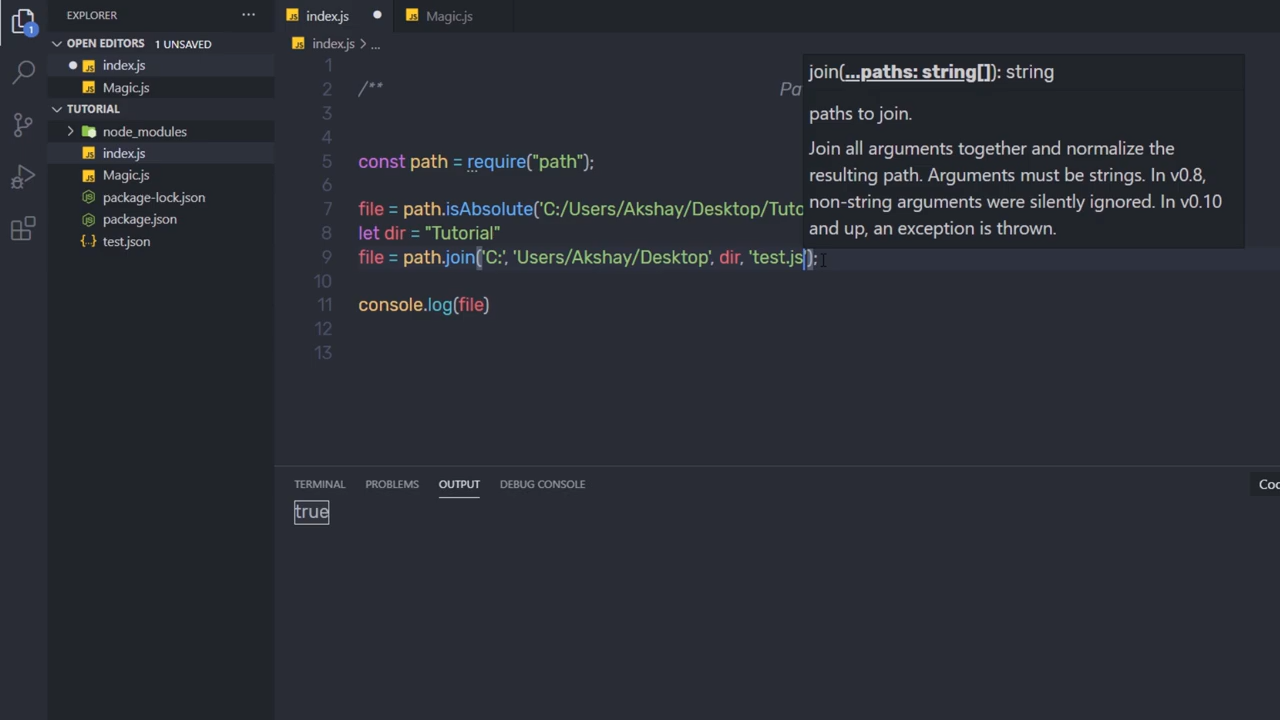 EXPLORER
OPEN EDITORS 1 UNSAVED
index.js
Magic.js
TUTORIAL
node_modules
index.js
Magic.js
package-lock.json
package.json
test.json
1
index.js Magic.js
index.js > ...
1
2 /**
3
4
5 const path = require("path");
6
7 file = path.isAbsolute('C:/Users/Akshay/Desktop/Tuto
8 let dir = "Tutorial"
9 file = path.join('C:', 'Users/Akshay/Desktop', dir, 'test.js');
10
11 console.log(file)
12
13
join(...paths: string[]): string
paths to join.
Join all arguments together and normalize the
resulting path. Arguments must be strings. In v0.8,
non-string arguments were silently ignored. In v0.10
and up, an exception is thrown.
TERMINAL PROBLEMS OUTPUT DEBUG CONSOLE
true